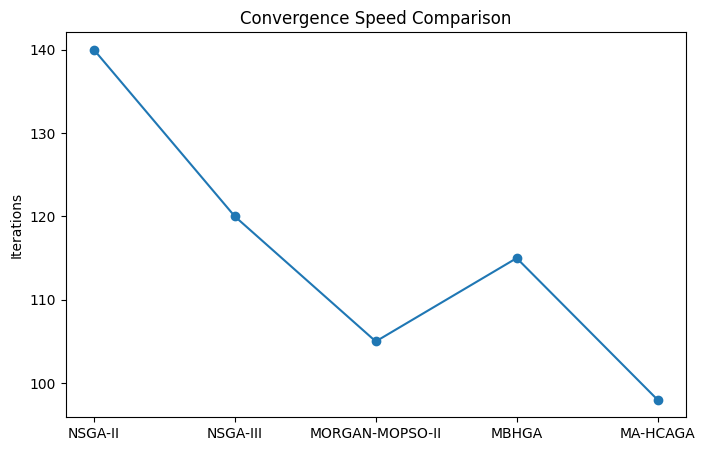 Convergence Speed Comparison
140
130
120
110
100
Iterations
NSGA-II NSGA-III MORGAN-MOPSO-II MBHGA MA-HCAGA